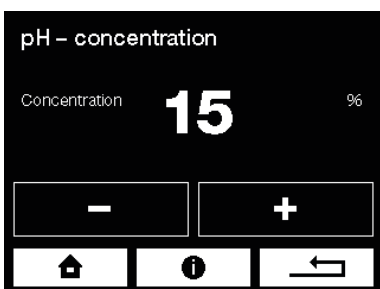 pH – concentration
Concentration 15 %
– +